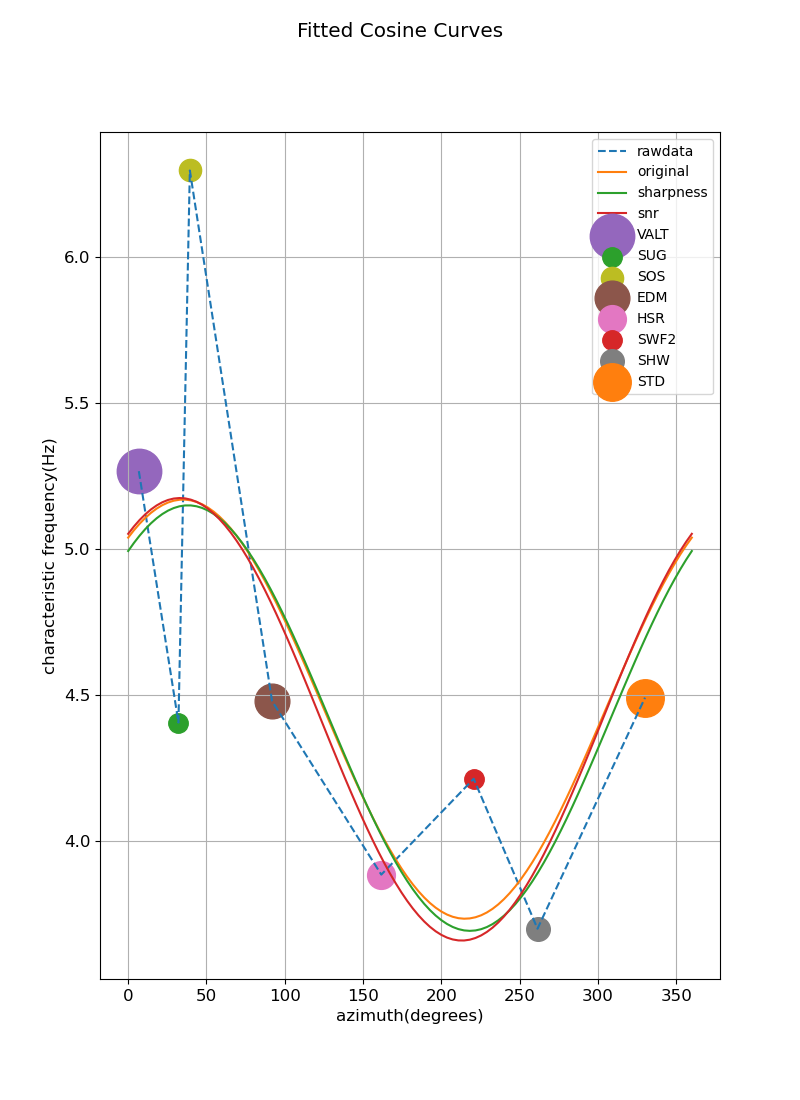 Fitted Cosine Curves
rawdata
original
sharpness
snr
VALT
SUG
SOS
EDM
HSR
SWF2
SHW
STD
characteristic frequency(Hz)
6.0
5.5
5.0
4.5
4.0
0 50 100 150 200 250 300 350
azimuth(degrees)